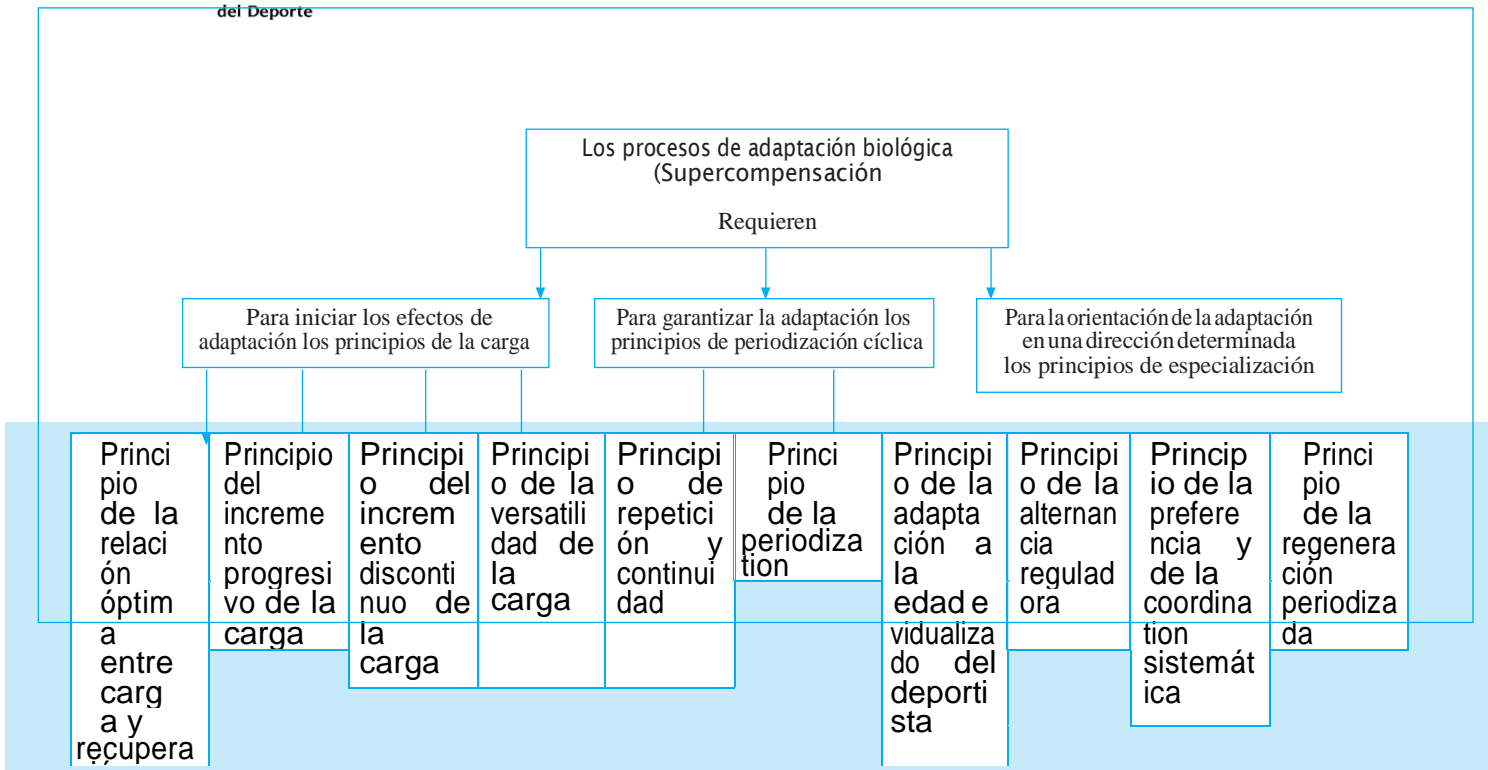 del Deporte
Los procesos de adaptación biológica
(Supercompensación
Requieren
Para iniciar los efectos de
adaptación los principios de la carga
Para garantizar la adaptación los
principios de periodización cíclica
Para la orientación de la adaptación
en una dirección determinada
los principios de especialización
Princi
pio
de la
relaci
ón
óptim
a
entre
carg
a y
recupera
Principio
del
increme
nto
progresi
vo de la
carga
Principi
o del
increm
ento
disconti
nuo de
la
carga
Principi
o de la
versatili
dad de
la
carga
Principi
o de
repetici
ón y
continui
dad
Princi
pio
de la
periodiza
tion
Principi
o de la
adapta
ción a
la
edad e
vidualiza
do del
deporti
sta
Principi
o de la
alternan
cia
regulad
ora
Princip
io de la
prefere
ncia y
de la
coordina
tion
sistemát
ica
Princi
pio
de la
regenera
ción
periodiza
da